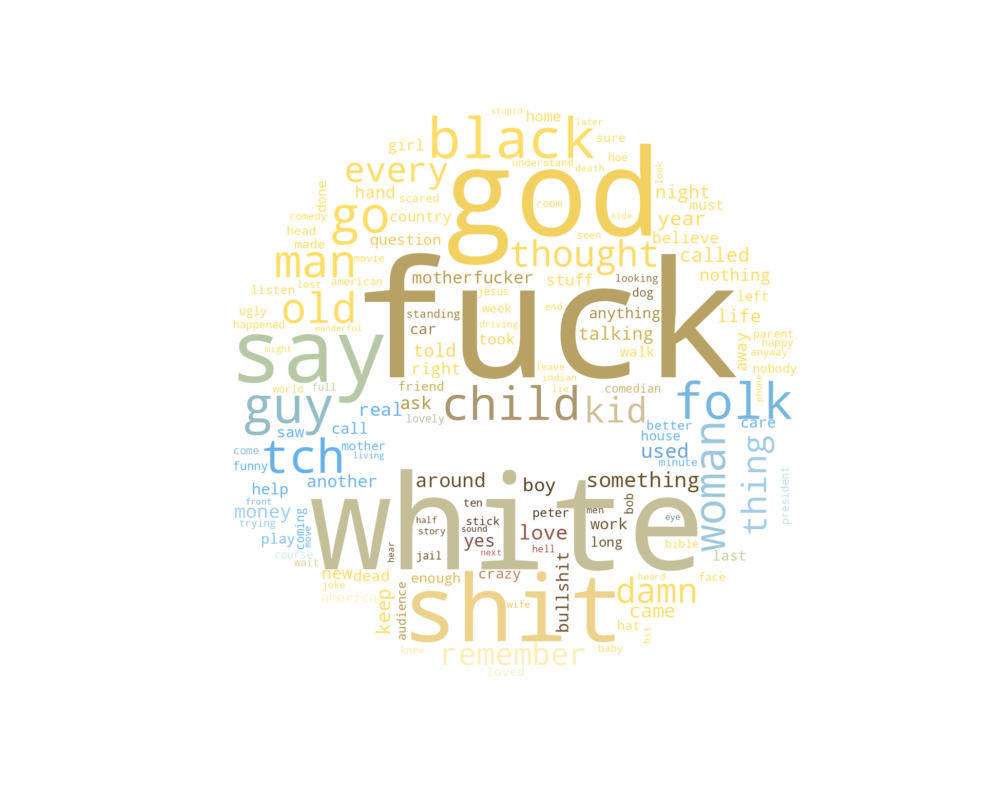 stupid
home
later
black
girl
sure
understand
hoe
every
god
death
look
hand
scared
night
done
room
must
comedy
go
country
side
year
head
question
seen
believe
made
man
movie
thought
called
motherfucker
stuff
looking
nothing
listen
lost
american
fuck
jesus
dog
left
ugly
old
standing
week
end
anything
life
happened
wonderful
car
driving
talking
parent
say
might
told
took
walk
away
happy
anyway
right
leave
nobody
world
full
friend
indian
lie
comedian
phone
guy
real
ask
child
kid
folk
lovely
saw
call
better
care
come
tch
mother
house
woman
thing
funny
living
used
minute
another
around
boy
something
president
help
white
front
money
coming
ten
peter
bob
men
eye
trying
move
half
story
stick
sound
work
play
yes
love
long
bible
course
hear
jail
next
hell
last
wait
new
dead
enough
crazy
bullshit
heard
face
joke
america
keep
audience
shit
wife
damn
came
hat
hit
remember
knew
baby
loved